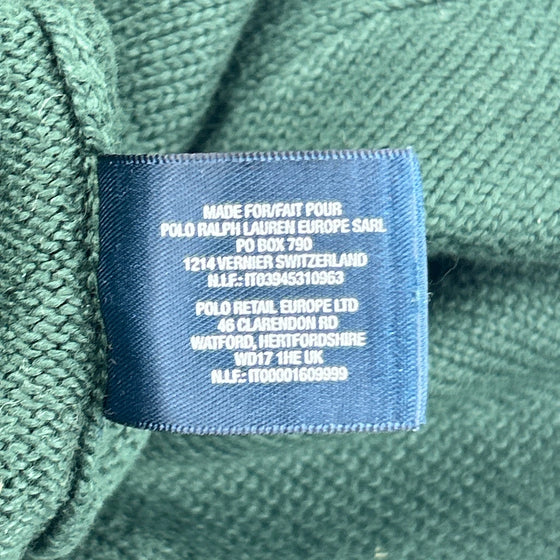 MADE FOR/FAIT POUR
POLO RALPH LAUREN EUROPE SARL
PO BOX 790
1214 VERNIER SWITZERLAND
N.I.F.: IT03945310963
POLO RETAIL EUROPE LTD
46 CLARENDON RD
WATFORD, HERTFORDSHIRE
WD17 1HE UK
N.I.F.: IT00001609999